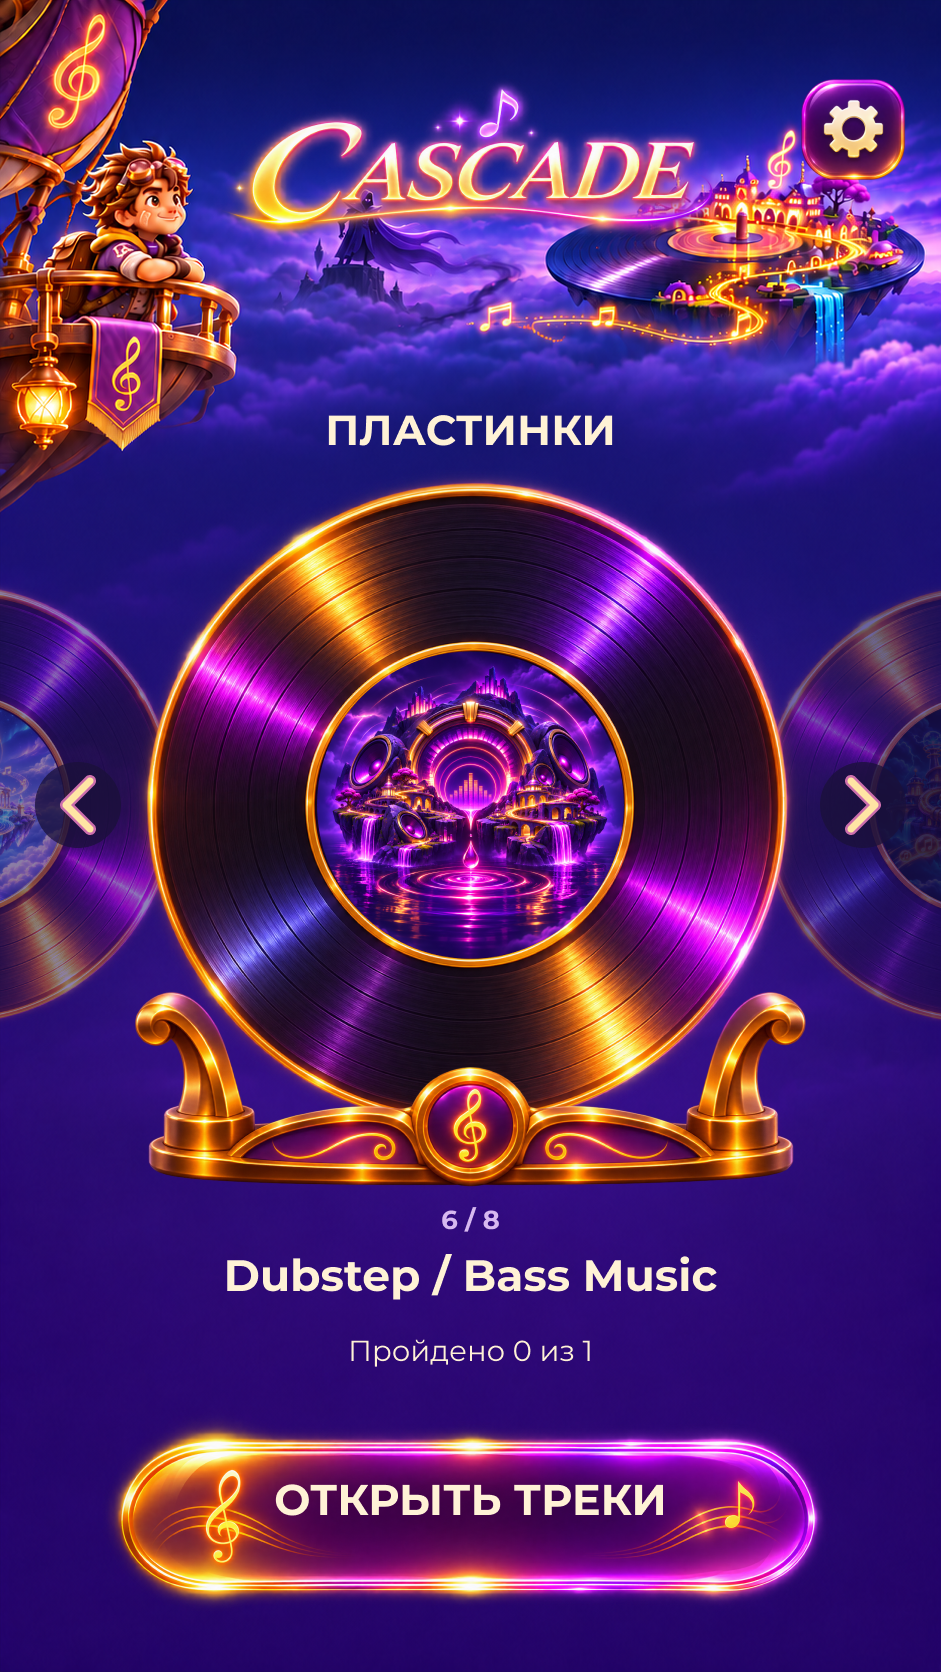 CASCADE
ПЛАСТИНКИ
6 / 8
Dubstep / Bass Music
Пройдено 0 из 1
ОТКРЫТЬ ТРЕКИ